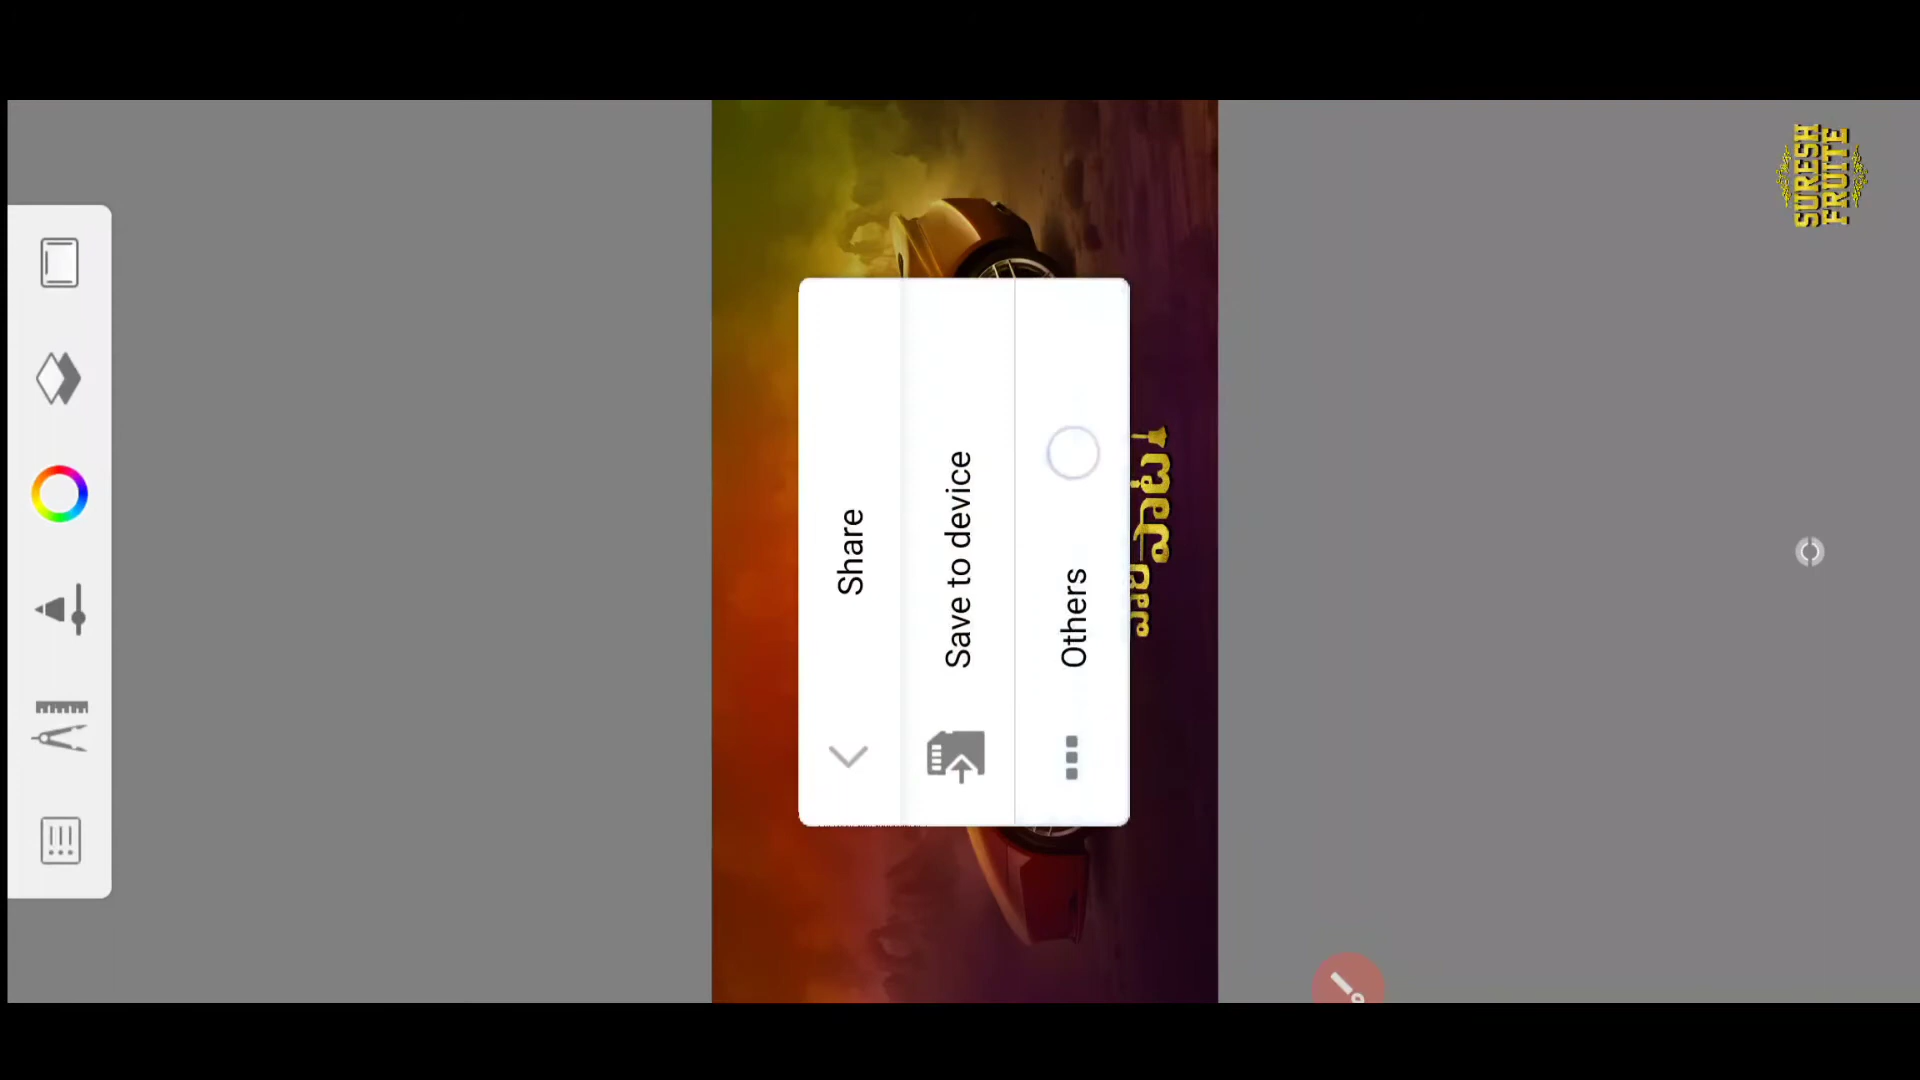 Share
Save to device
Others
వారి పాట
SURESH
FRUITE